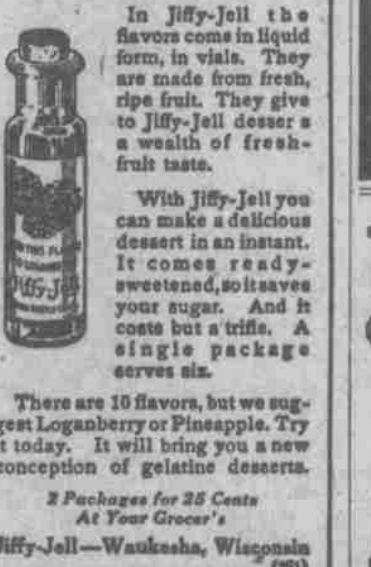 In Jiffy-Jell the
flavors come in liquid
form, in vials. They
are made from fresh,
ripe fruit. They give
to Jiffy-Jell desser s
a wealth of fresh-
fruit taste.
With Jiffy-Jell you
can make a delicious
dessert in an instant.
It comes ready-
sweetened, so it saves
your sugar. And it
costs but a trifle. A
single package
serves six.
There are 10 flavors, but we sug-
gest Loganberry or Pineapple. Try
it today. It will bring you a new
conception of gelatine desserts.
2 Packages for 25 Cents
At Your Grocer's
Jiffy-Jell—Waukesha, Wisconsin
Jiffy-Jell